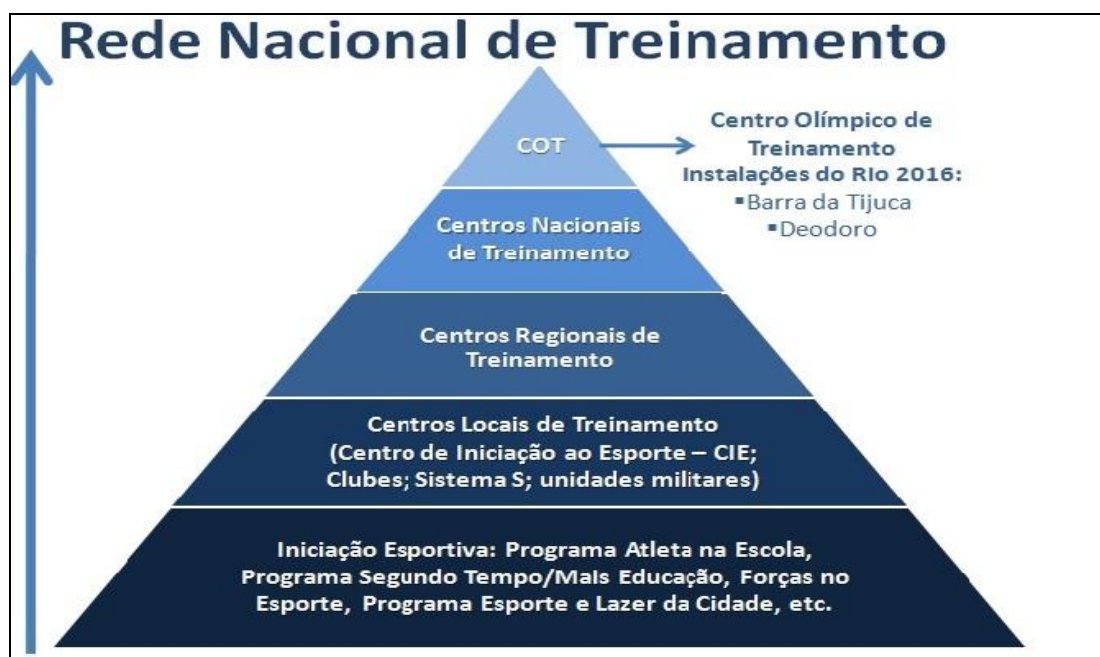 Rede Nacional de Treinamento
COT
Centro Olímpico de
Treinamento
Instalações do RIo 2016:
▪Barra da Tijuca
▪Deodoro
Centros Nacionais
de Treinamento
Centros Regionais de
Treinamento
Centros Locais de Treinamento
(Centro de Iniciação ao Esporte – CIE;
Clubes; Sistema S; unidades militares)
Iniciação Esportiva: Programa Atleta na Escola,
Programa Segundo Tempo/Mais Educação, Forças no
Esporte, Programa Esporte e Lazer da Cidade, etc.